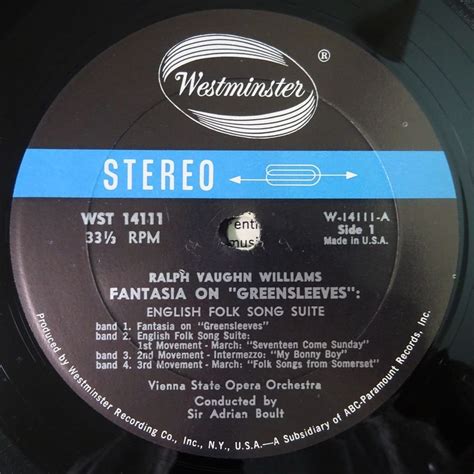 Westminster ®
STEREO
WST 14111
33⅓ RPM
enti
musi
W-14111-A
Side 1
Made in U.S.A.
RALPH VAUGHN WILLIAMS
FANTASIA ON "GREENSLEEVES":
ENGLISH FOLK SONG SUITE
band 1. Fantasia on "Greensleeves"
band 2. English Folk Song Suite:
1st Movement - March: "Seventeen Come Sunday"
band 3. 2nd Movement - Intermezzo: "My Bonny Boy"
band 4. 3rd Movement - March: "Folk Songs from Somerset"
Vienna State Opera Orchestra
Conducted by
Sir Adrian Boult
Produced by Westminster Recording Co., Inc., N.Y., U.S.A.—A Subsidiary of ABC-Paramount Records, Inc.